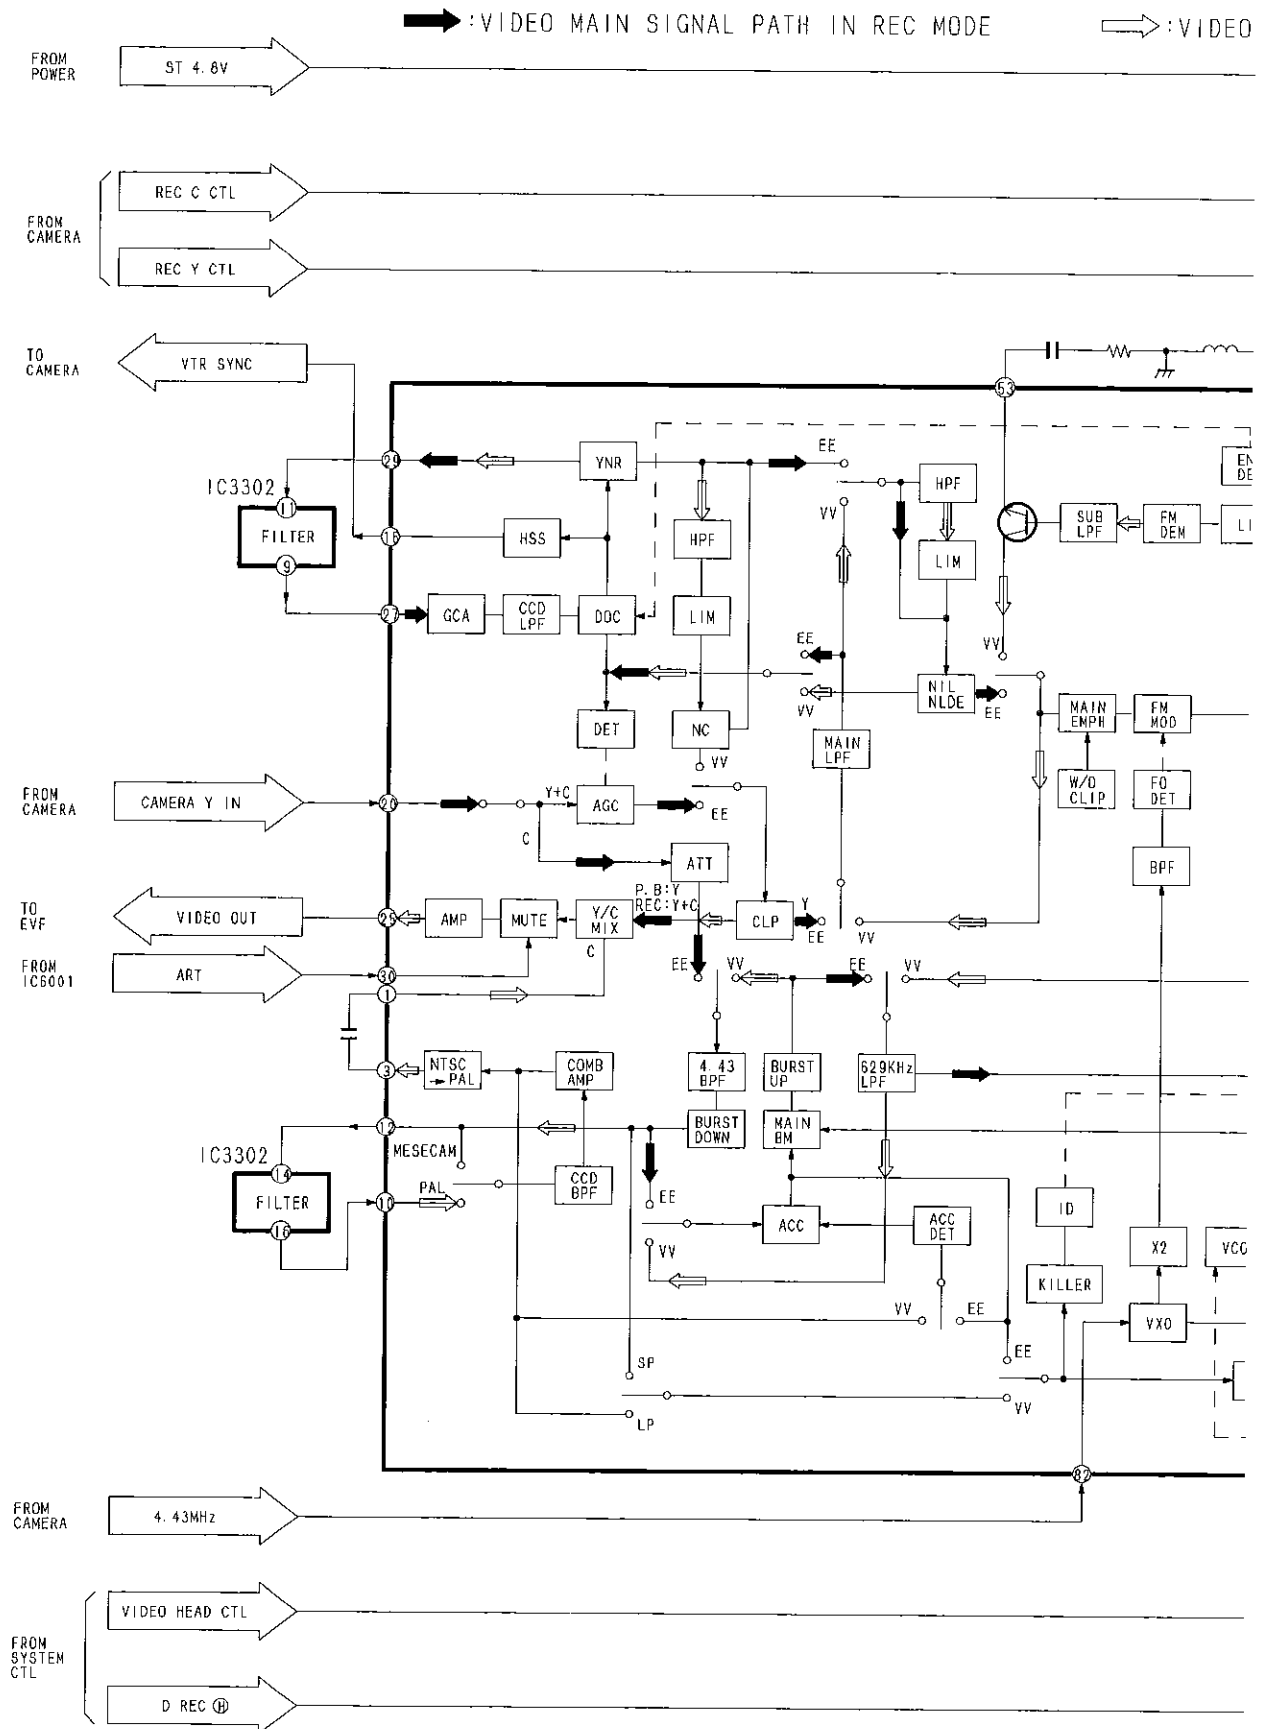 :VIDEO MAIN SIGNAL PATH IN REC MODE
:VIDEO
FROM
POWER
ST 4.8V
FROM
CAMERA
REC C CTL
REC Y CTL
TO
CAMERA
VTR SYNC
53
29
YNR
EE
IC3302
11
FILTER
9
16
HSS
HPF
VV
HPF
SUB
LPF
FM
DEM
LIM
27
GCA
CCD
LPF
DOC
LIM
EE
VV
VV
NIL
NLDE
EE
DET
NC
VV
MAIN
LPF
MAIN
EMPH
FM
MOD
FROM
CAMERA
CAMERA Y IN
20
Y+C
AGC
EE
C
W/D
CLIP
FO
DET
ATT
BPF
P.B:Y
REC:Y+C
TO
EVF
VIDEO OUT
25
AMP
MUTE
Y/C
MIX
C
CLP
Y
EE
VV
FROM
IC6001
ART
30
1
EE
VV
EE
VV
3
NTSC
→PAL
COMB
AMP
4.43
BPF
BURST
UP
629KHz
LPF
12
BURST
DOWN
MAIN
BM
MESECAM
IC3302
14
FILTER
16
10
PAL
CCD
BPF
EE
VV
ACC
ACC
DET
ID
X2
VCO
KILLER
VXO
VV
EE
SP
LP
EE
VV
82
FROM
CAMERA
4.43MHz
FROM
SYSTEM
CTL
VIDEO HEAD CTL
D REC Ⓗ